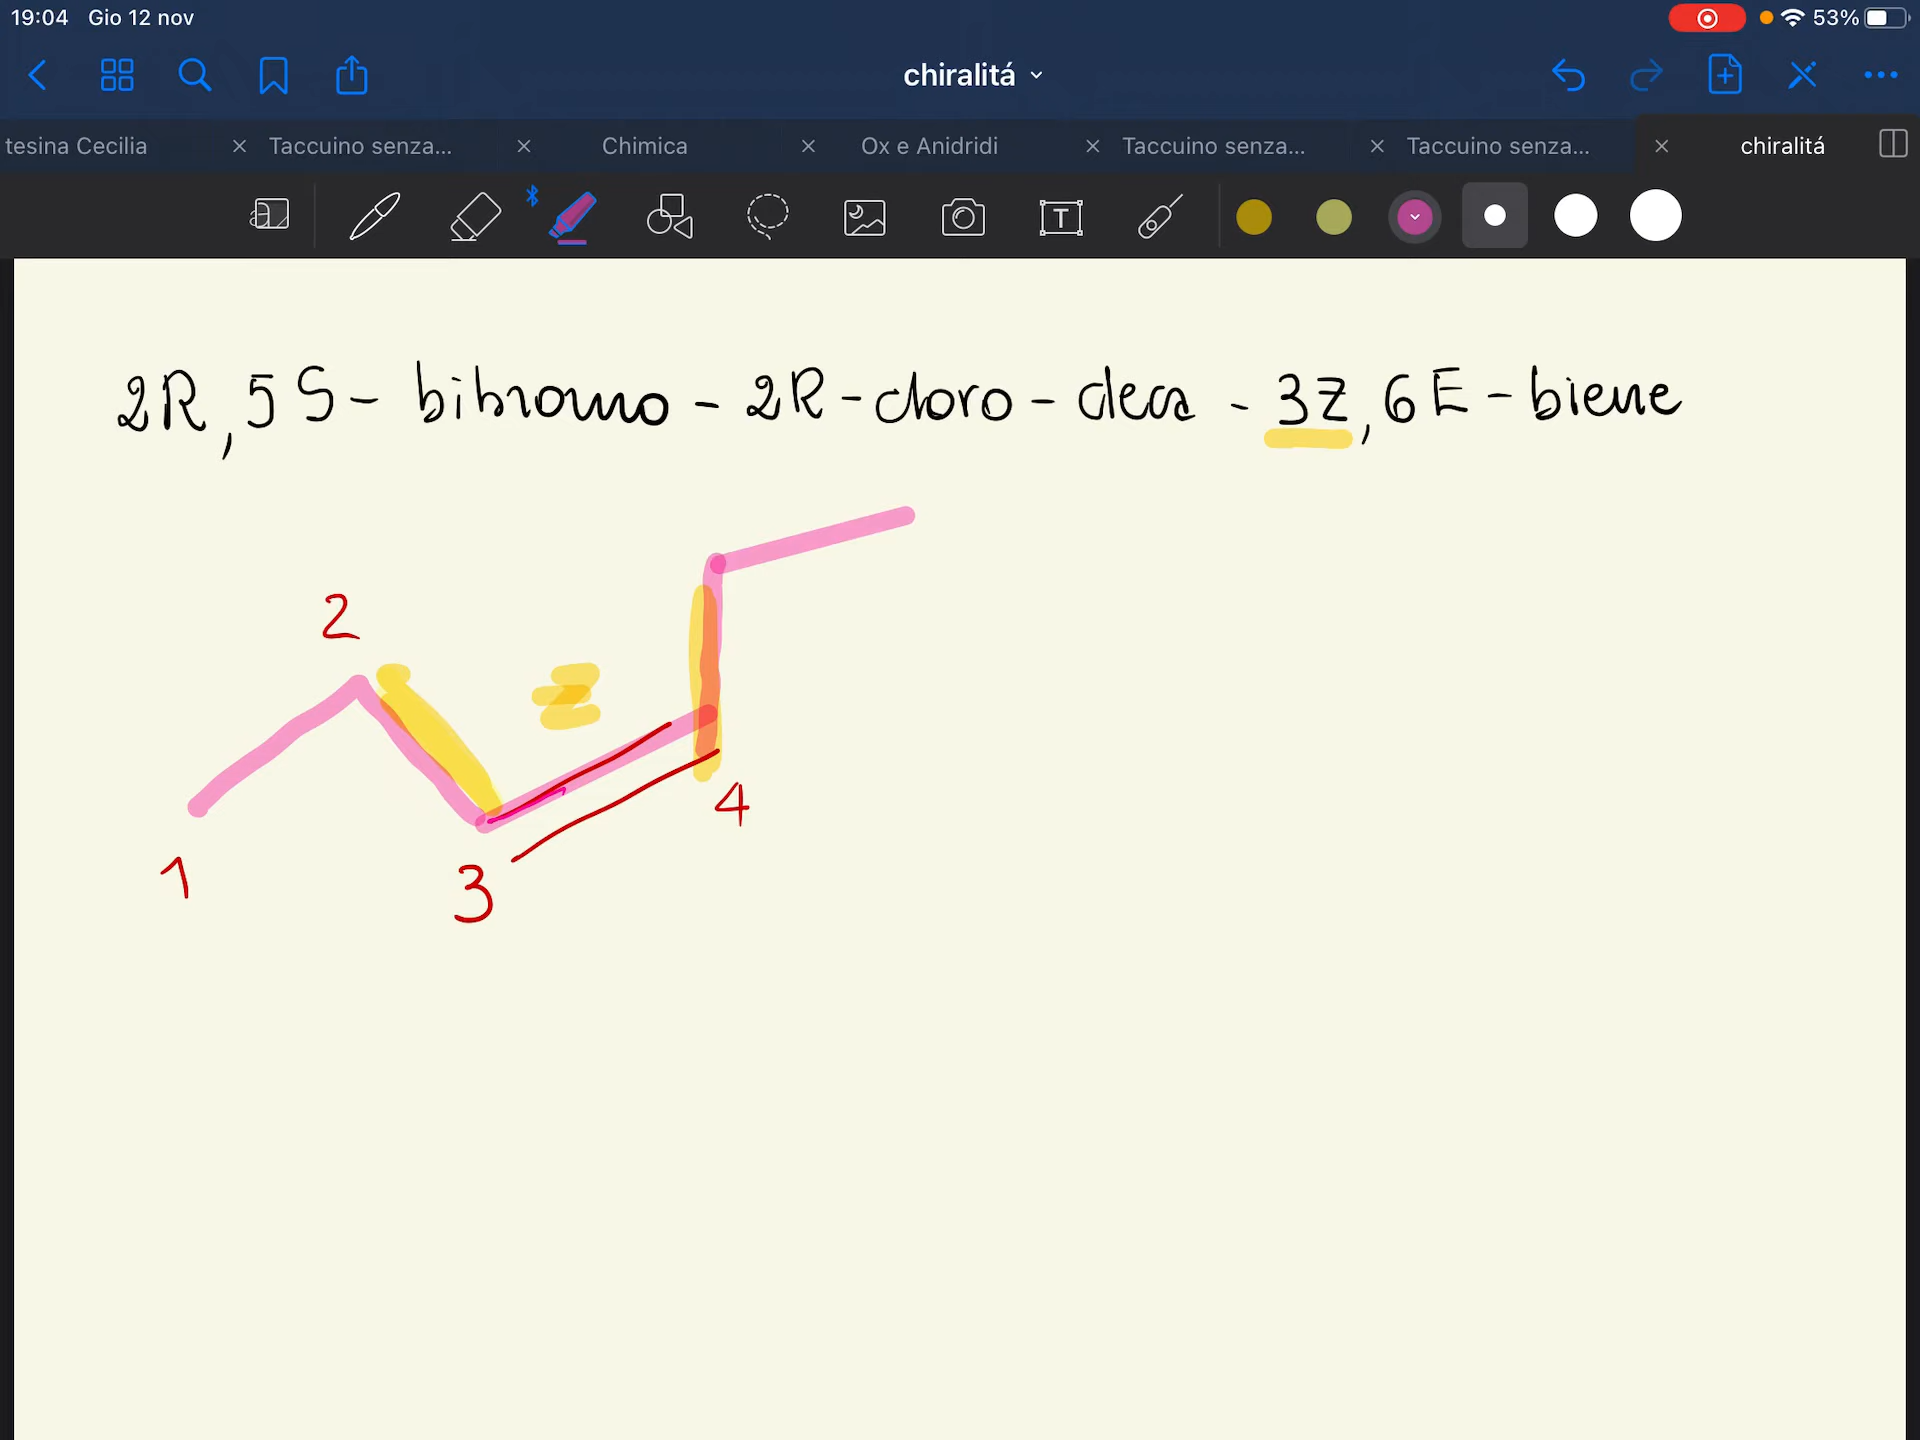 19:04 Gio 12 nov 53%
chiralitá
tesina Cecilia Taccuino senza... Chimica Ox e Anidridi Taccuino senza... Taccuino senza... chiralitá
2R, 5S - bibromo - 2R - cloro - deca - 3Z, 6E - biene
2
Z
4
1
3